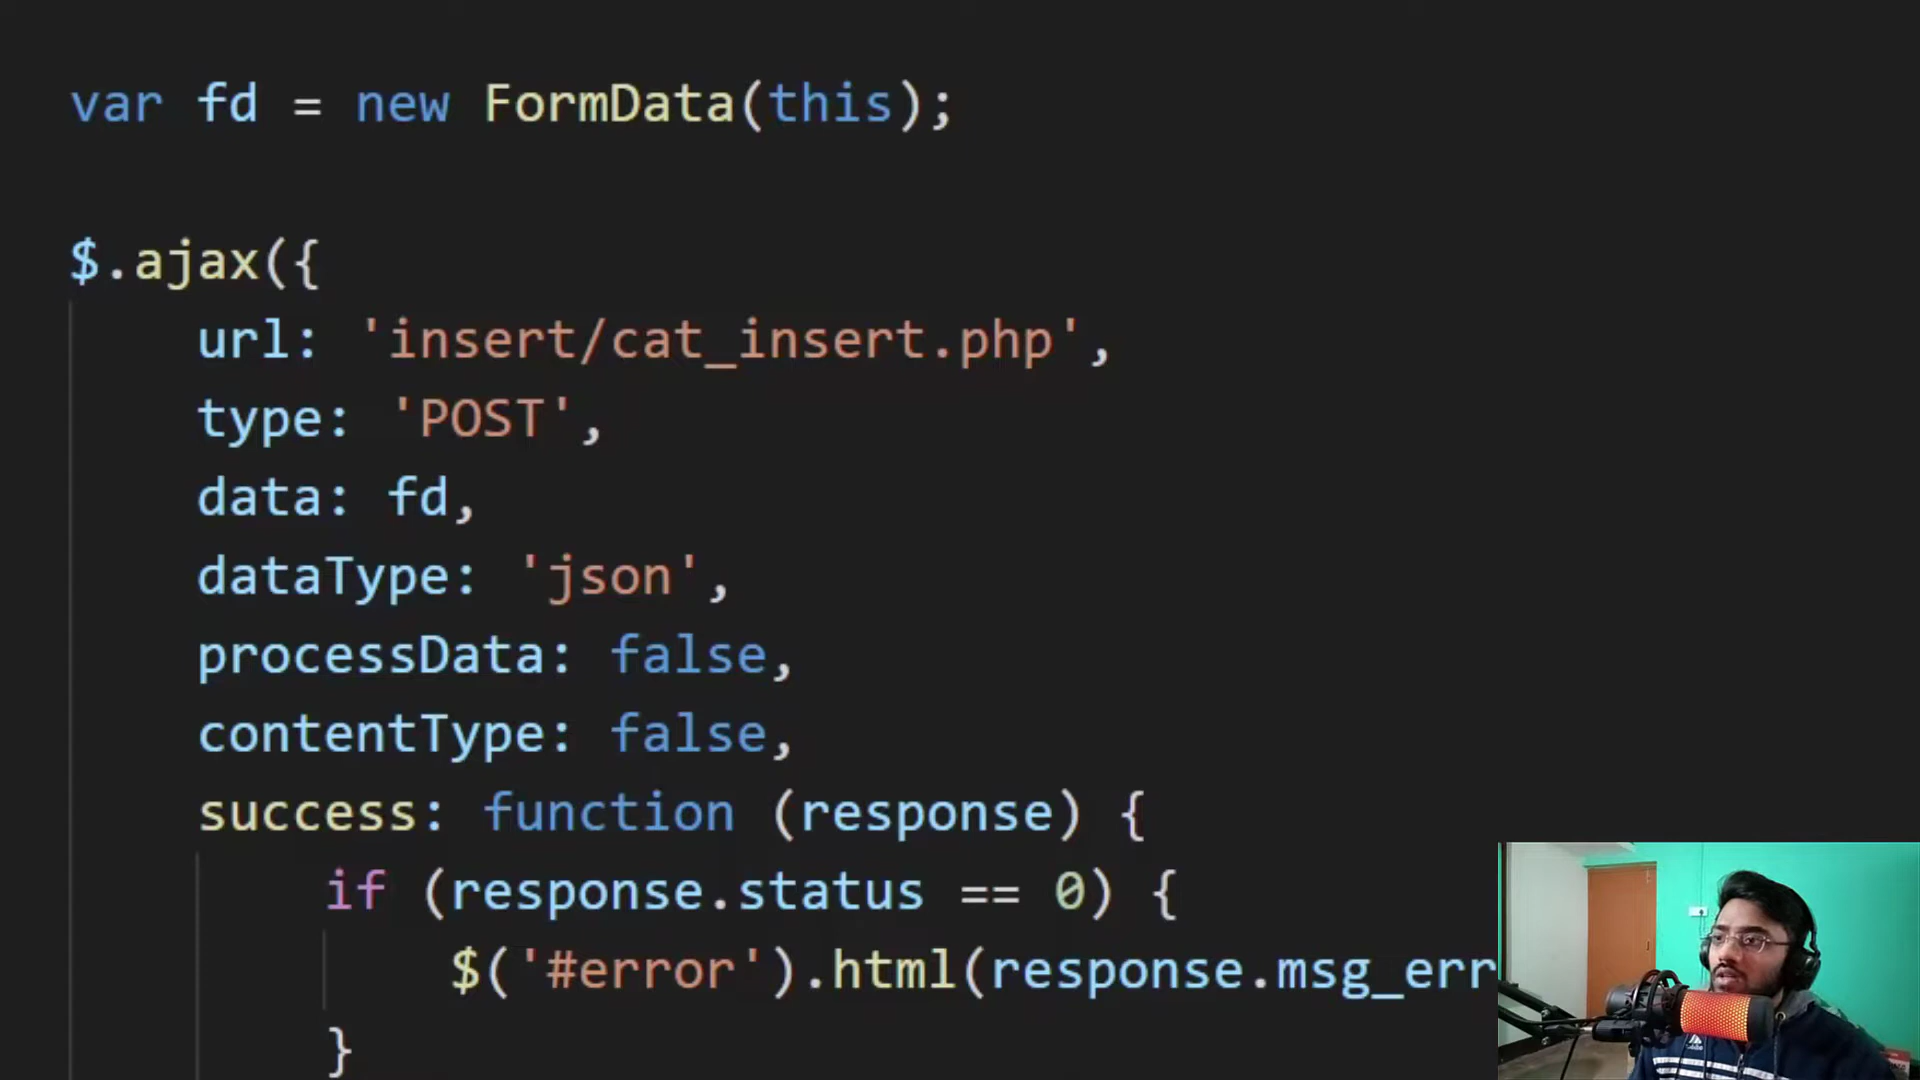 var fd = new FormData(this);
$.ajax({
url: 'insert/cat_insert.php',
type: 'POST',
data: fd,
dataType: 'json',
processData: false,
contentType: false,
success: function (response) {
if (response.status == 0) {
$('#error').html(response.msg_err
}